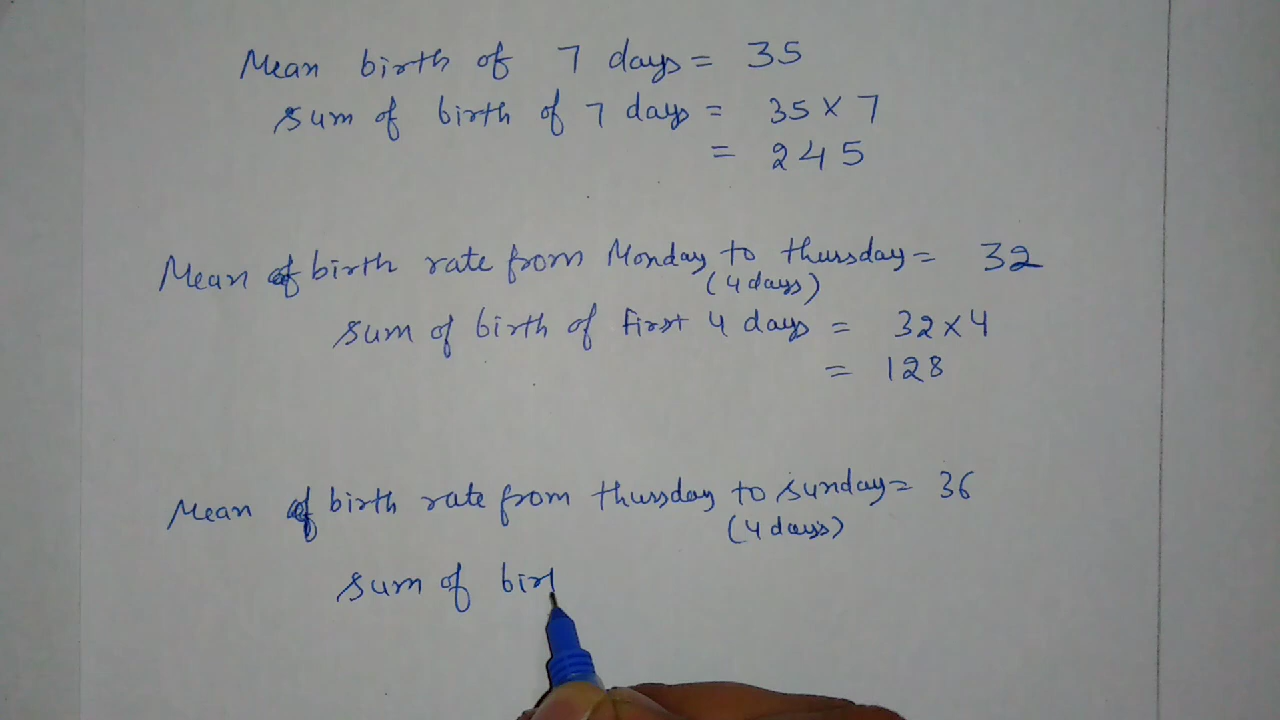 Mean birth of 7 days = 35
sum of birth of 7 days = 35 × 7
= 245
Mean of birth rate from Monday to thursday = 32
(4 days)
sum of birth of first 4 days = 32 × 4
= 128
Mean of birth rate from thursday to sunday = 36
(4 days)
sum of birt